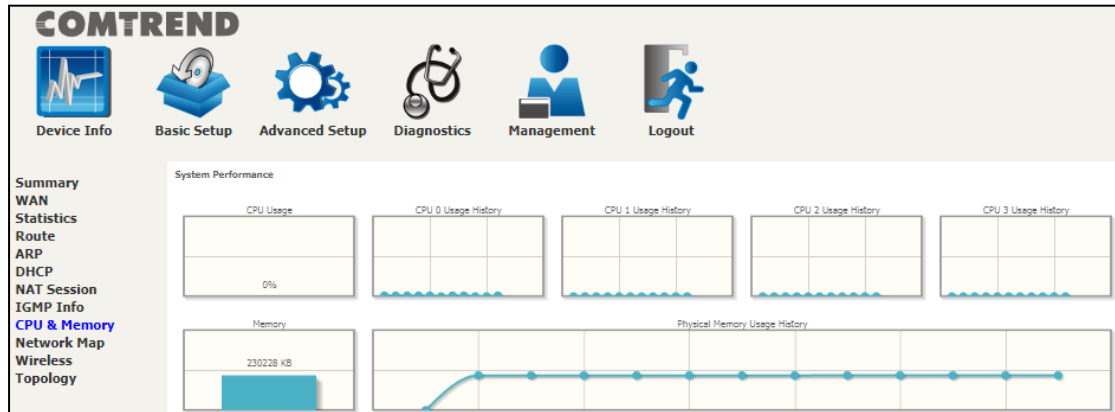 COMTREND
Device Info
Basic Setup
Advanced Setup
Diagnostics
Management
Logout
Summary
WAN
Statistics
Route
ARP
DHCP
NAT Session
IGMP Info
CPU & Memory
Network Map
Wireless
Topology
System Performance
CPU Usage
0%
CPU 0 Usage History
CPU 1 Usage History
CPU 2 Usage History
CPU 3 Usage History
Memory
230228 KB
Physical Memory Usage History